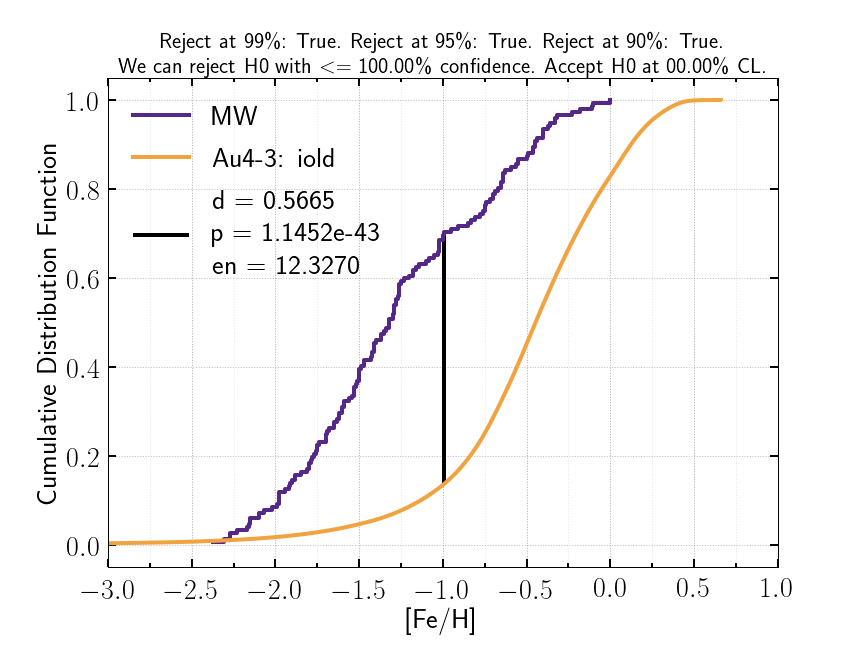 Reject at 99%: True. Reject at 95%: True. Reject at 90%: True.
We can reject H0 with <= 100.00% confidence. Accept H0 at 00.00% CL.
1.0
0.8
0.6
0.4
0.2
0.0
Cumulative Distribution Function
MW
Au4-3: iold
d = 0.5665
p = 1.1452e-43
en = 12.3270
−3.0 −2.5 −2.0 −1.5 −1.0 −0.5 0.0 0.5 1.0
[Fe/H]